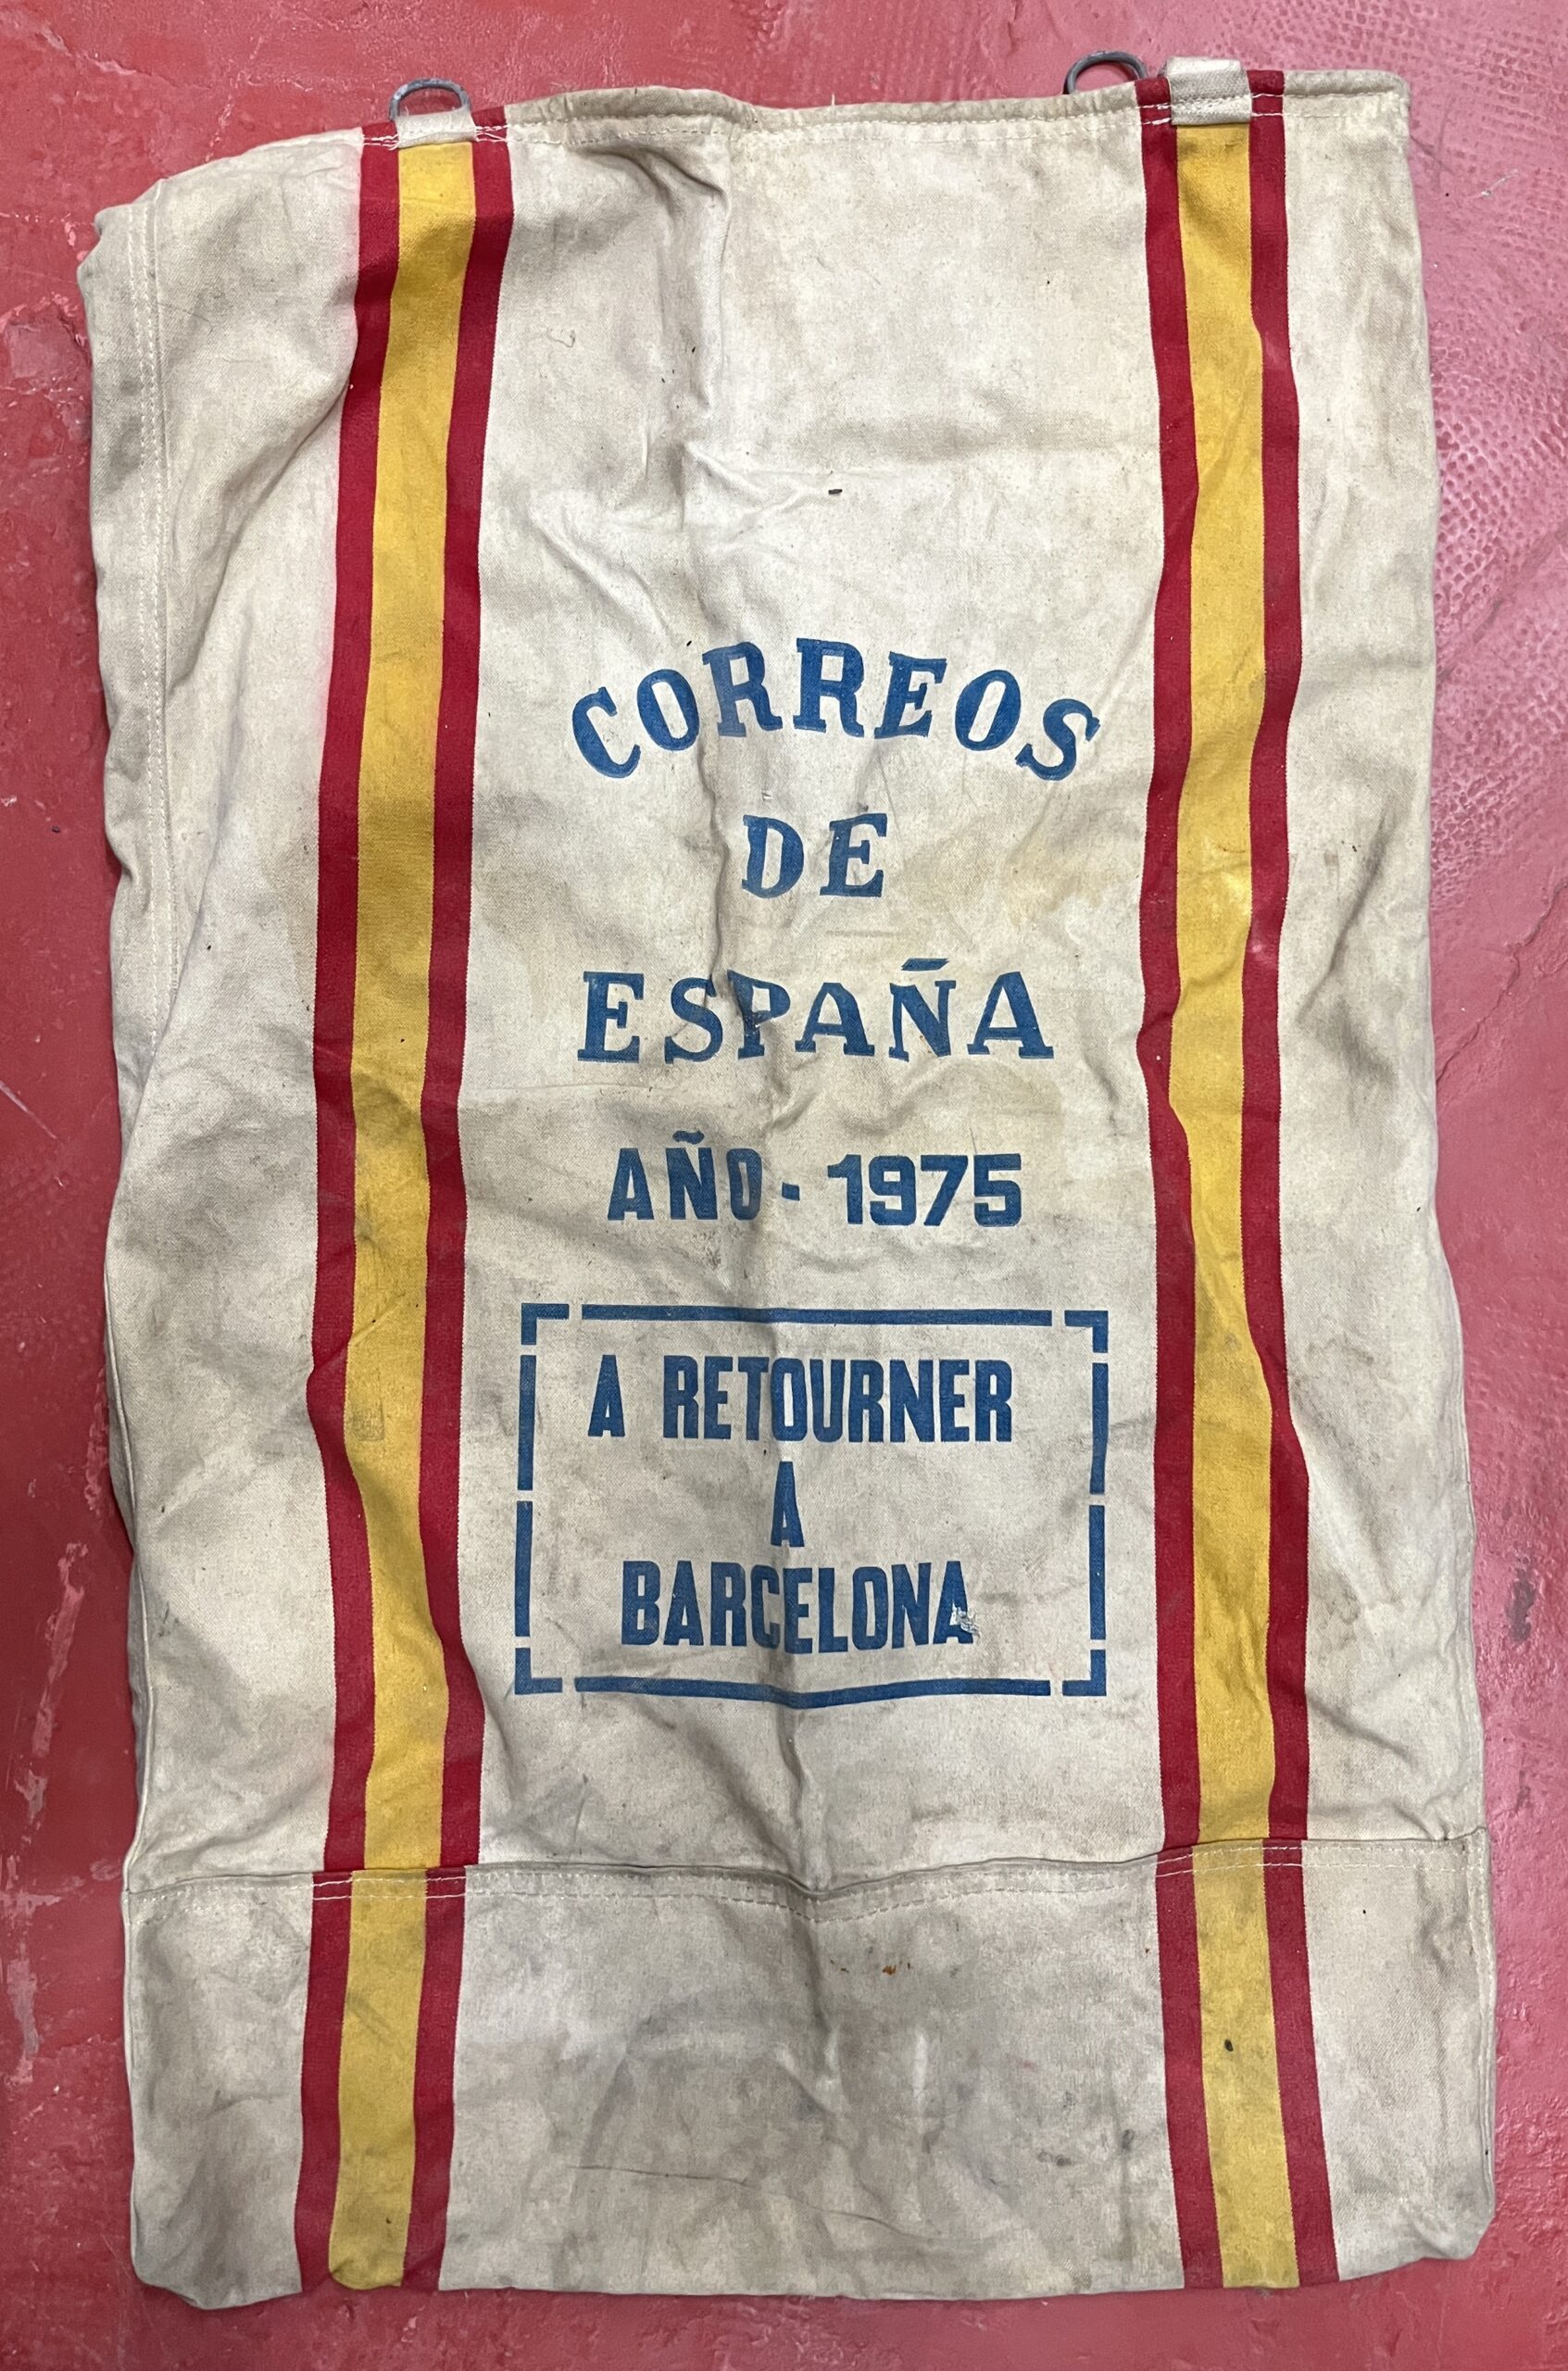 CORREOS
DE
ESPAÑA
AÑO - 1975
A RETOURNER
A
BARCELONA